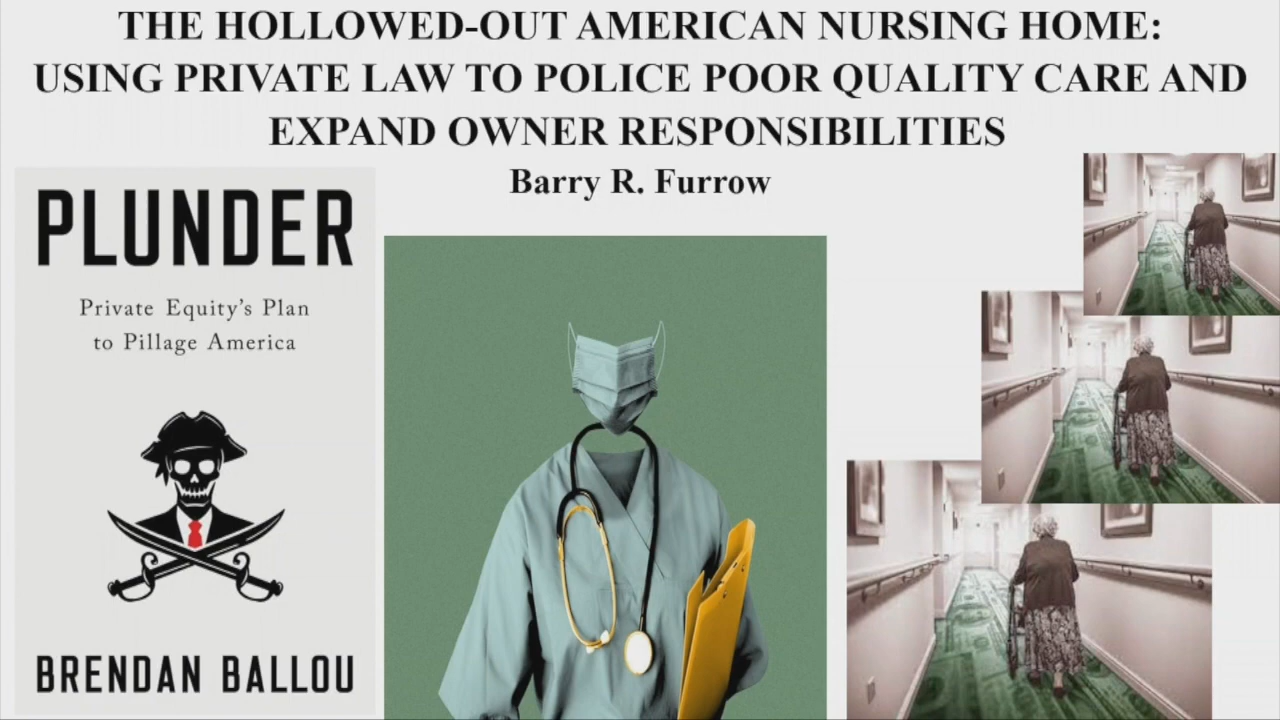 THE HOLLOWED-OUT AMERICAN NURSING HOME:
USING PRIVATE LAW TO POLICE POOR QUALITY CARE AND
EXPAND OWNER RESPONSIBILITIES
Barry R. Furrow
PLUNDER
Private Equity's Plan
to Pillage America
BRENDAN BALLOU